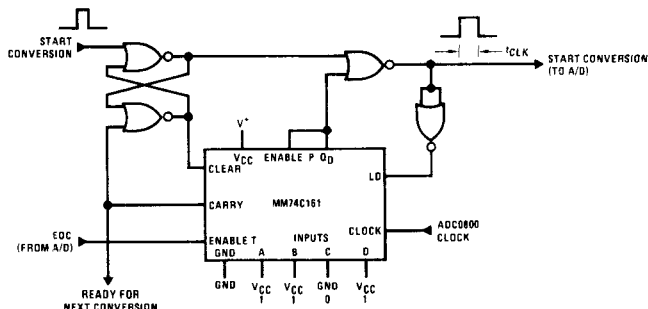 START
CONVERSION
tCLK
START CONVERSION
(TO A/D)
V+
VCC ENABLE P QD
CLEAR
LD
MM74C161
CARRY
CLOCK
ADC0800
CLOCK
EOC
(FROM A/D)
ENABLE T
INPUTS
GND A B C D
GND VCC VCC GND VCC
1 1 0 1
READY FOR
NEXT CONVERSION